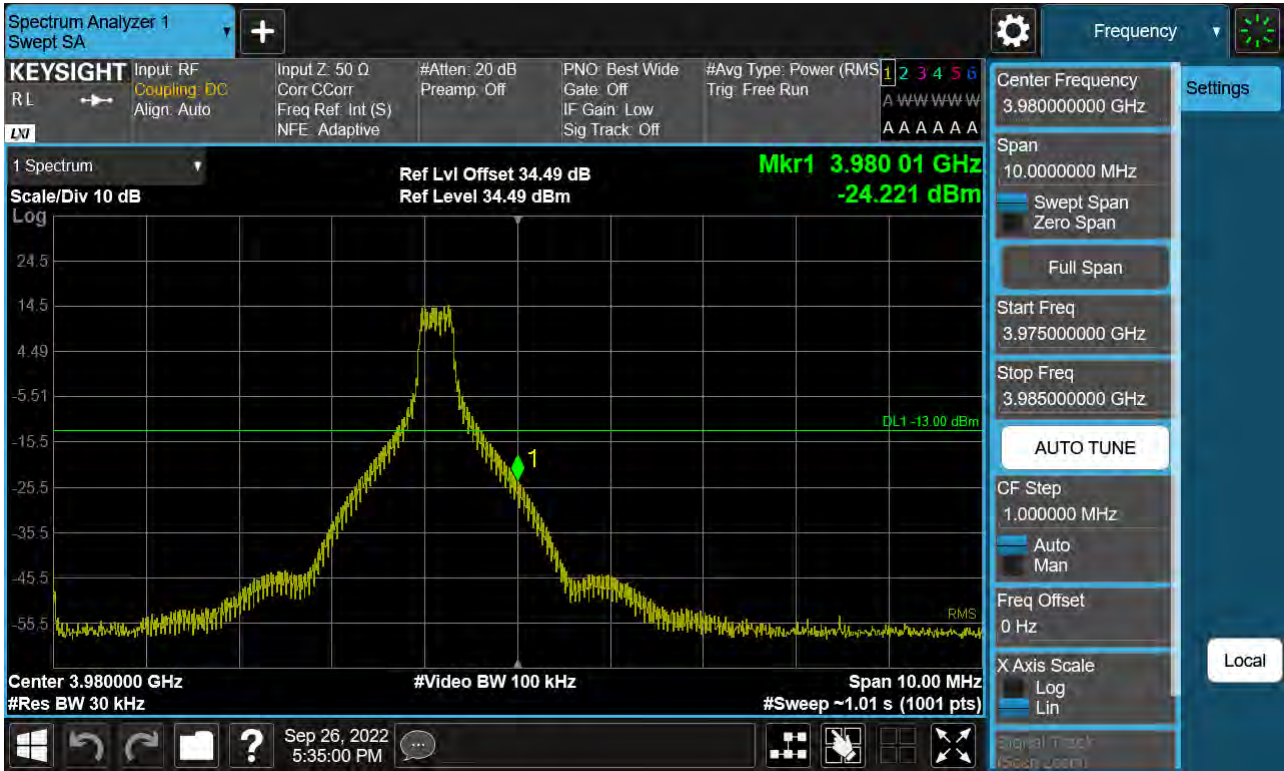 Spectrum Analyzer 1
Swept SA
+
Frequency
KEYSIGHT
RL
LXI
Input: RF
Coupling: DC
Align: Auto
Input Z: 50 Ω
Corr CCorr
Freq Ref: Int (S)
NFE: Adaptive
#Atten: 20 dB
Preamp: Off
PNO: Best Wide
Gate: Off
IF Gain: Low
Sig Track: Off
#Avg Type: Power (RMS
Trig: Free Run
1 2 3 4 5 6
A W W W W W
A A A A A A
1 Spectrum
Scale/Div 10 dB
Log
Ref Lvl Offset 34.49 dB
Ref Level 34.49 dBm
Mkr1 3.980 01 GHz
-24.221 dBm
24.5
14.5
4.49
-5.51
-15.5
-25.5
-35.5
-45.5
-55.5
DL1 -13.00 dBm
1
RMS
Center 3.980000 GHz
#Res BW 30 kHz
#Video BW 100 kHz
Span 10.00 MHz
#Sweep ~1.01 s (1001 pts)
Center Frequency
3.980000000 GHz
Span
10.0000000 MHz
Swept Span
Zero Span
Full Span
Start Freq
3.975000000 GHz
Stop Freq
3.985000000 GHz
AUTO TUNE
CF Step
1.000000 MHz
Auto
Man
Freq Offset
0 Hz
X Axis Scale
Log
Lin
Signal Track
(Span Zoom)
Settings
Local
?
Sep 26, 2022
5:35:00 PM